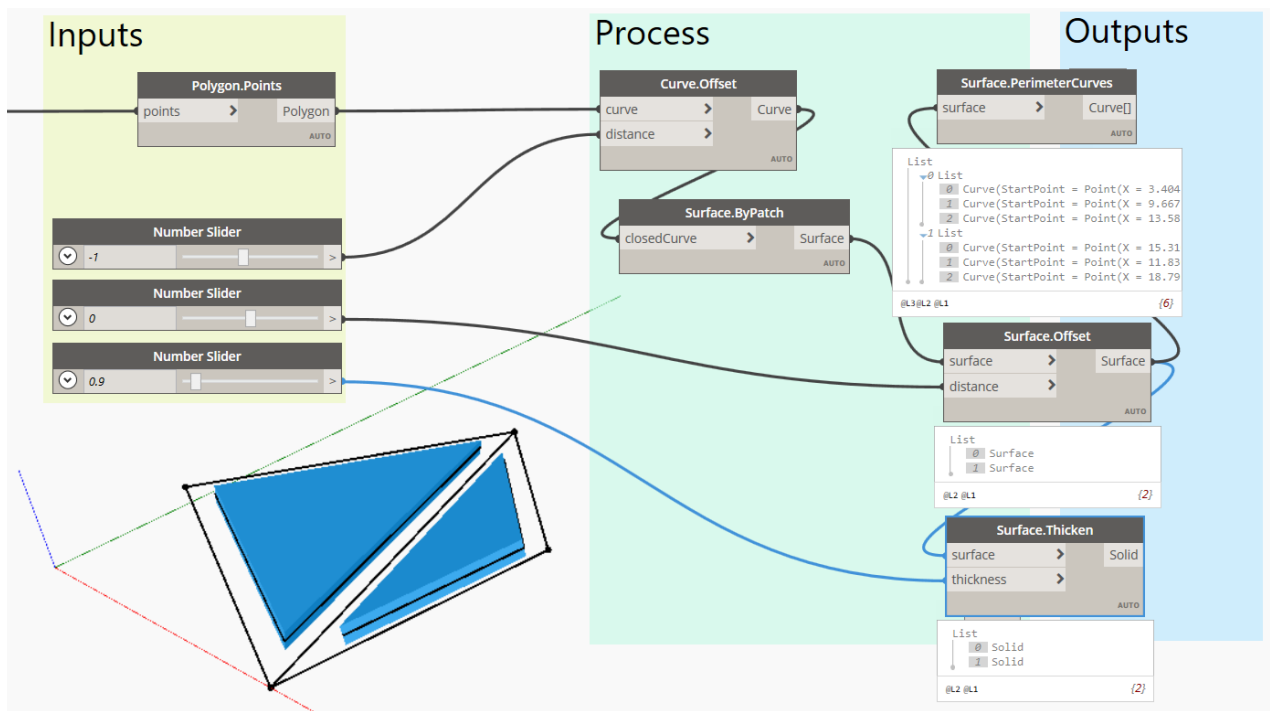 Inputs
Process
Outputs
Polygon.Points
points > Polygon
AUTO
Number Slider
-1 >
Number Slider
0 >
Number Slider
0.9 >
Curve.Offset
curve > Curve
distance >
AUTO
Surface.ByPatch
closedCurve > Surface
AUTO
Surface.PerimeterCurves
surface > Curve[]
AUTO
List
0 List
0 Curve(StartPoint = Point(X = 3.404
1 Curve(StartPoint = Point(X = 9.667
2 Curve(StartPoint = Point(X = 13.58
1 List
0 Curve(StartPoint = Point(X = 15.31
1 Curve(StartPoint = Point(X = 11.83
2 Curve(StartPoint = Point(X = 18.79
@L3@L2 @L1 {6}
Surface.Offset
surface > Surface
distance >
AUTO
List
0 Surface
1 Surface
@L2 @L1 {2}
Surface.Thicken
surface > Solid
thickness >
AUTO
List
0 Solid
1 Solid
@L2 @L1 {2}